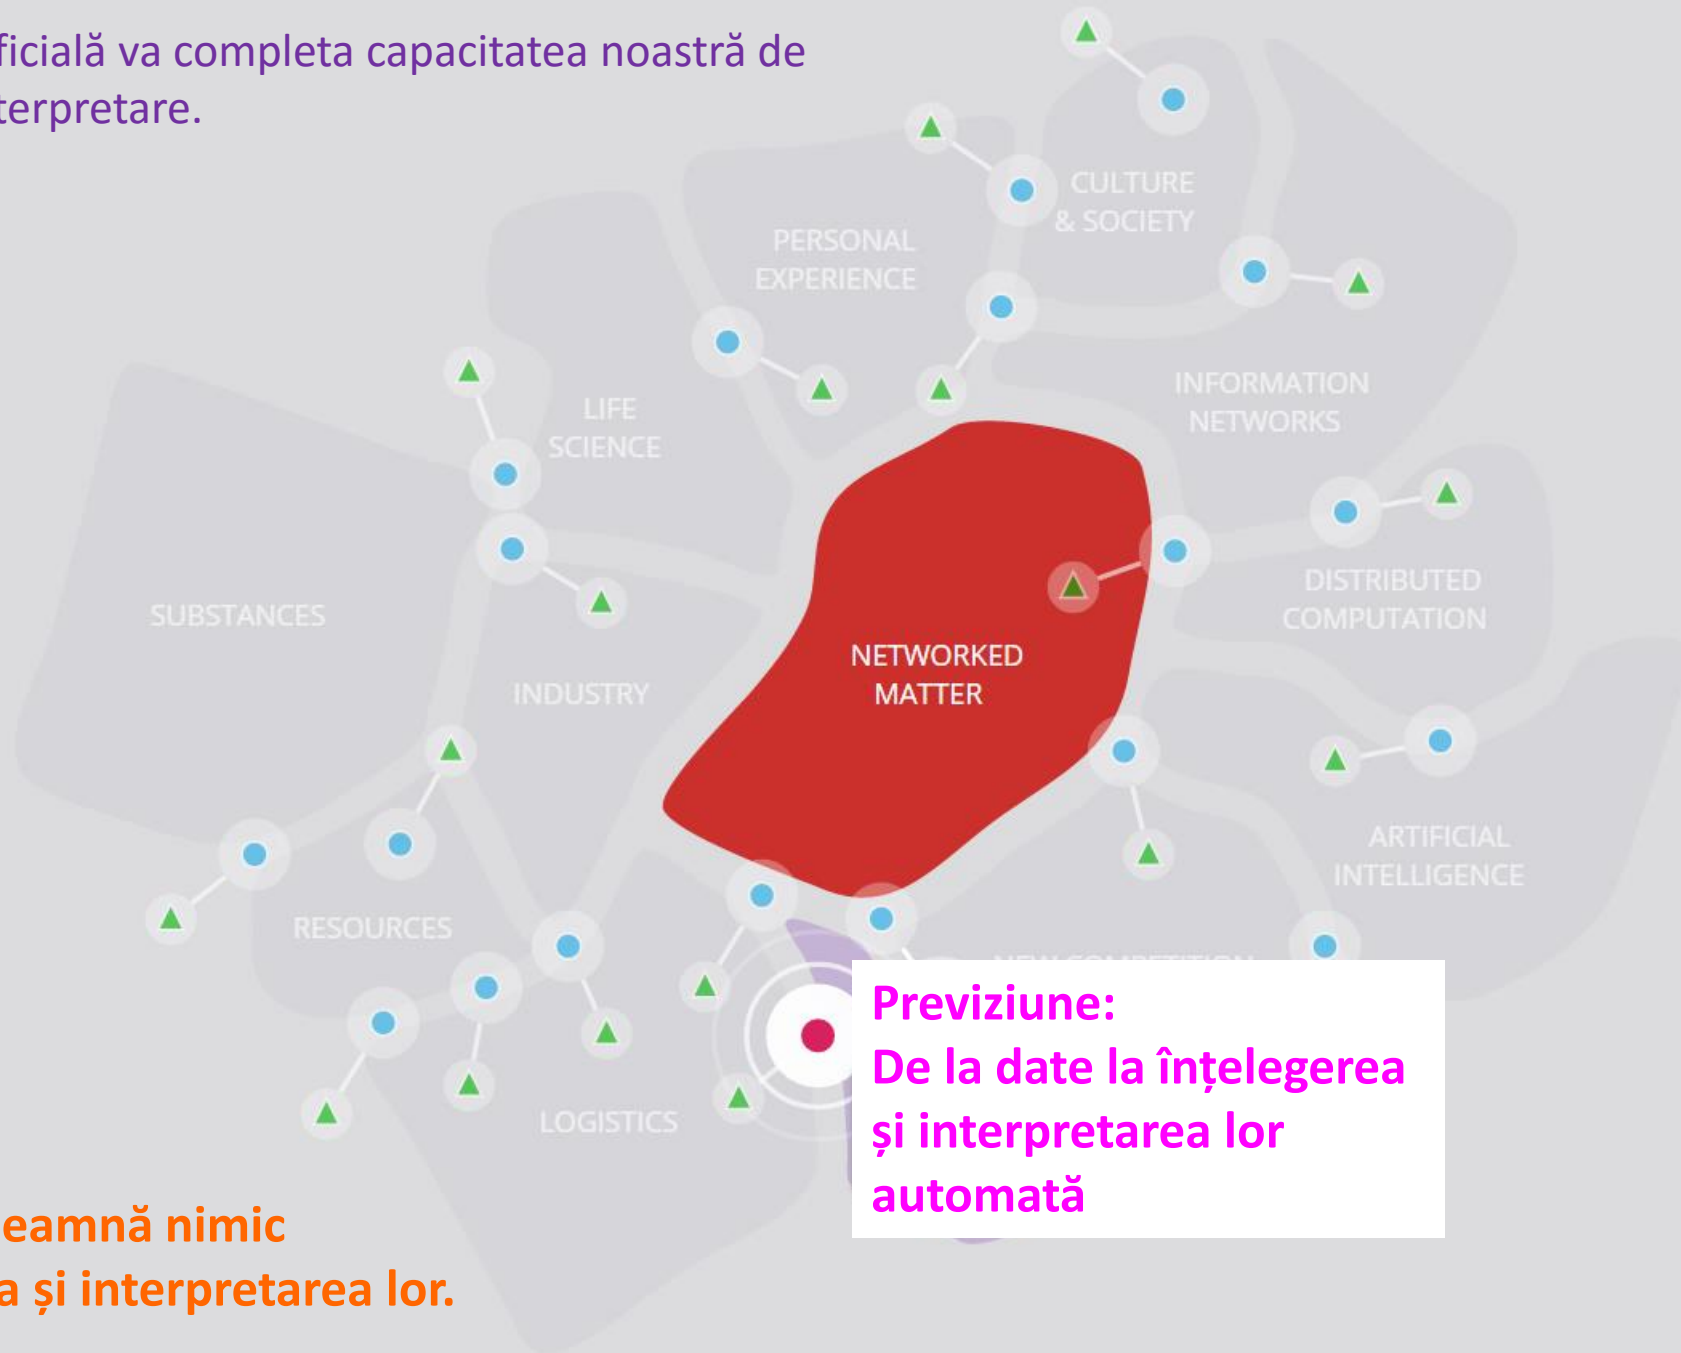 ficială va completa capacitatea noastră de
terpretare.
CULTURE
& SOCIETY
PERSONAL
EXPERIENCE
INFORMATION
NETWORKS
LIFE
SCIENCE
DISTRIBUTED
COMPUTATION
SUBSTANCES
NETWORKED
MATTER
INDUSTRY
ARTIFICIAL
INTELLIGENCE
RESOURCES
NEW COMPETITION
LOGISTICS
Previziune:
De la date la înțelegerea
și interpretarea lor
automată
eamnă nimic
a și interpretarea lor.